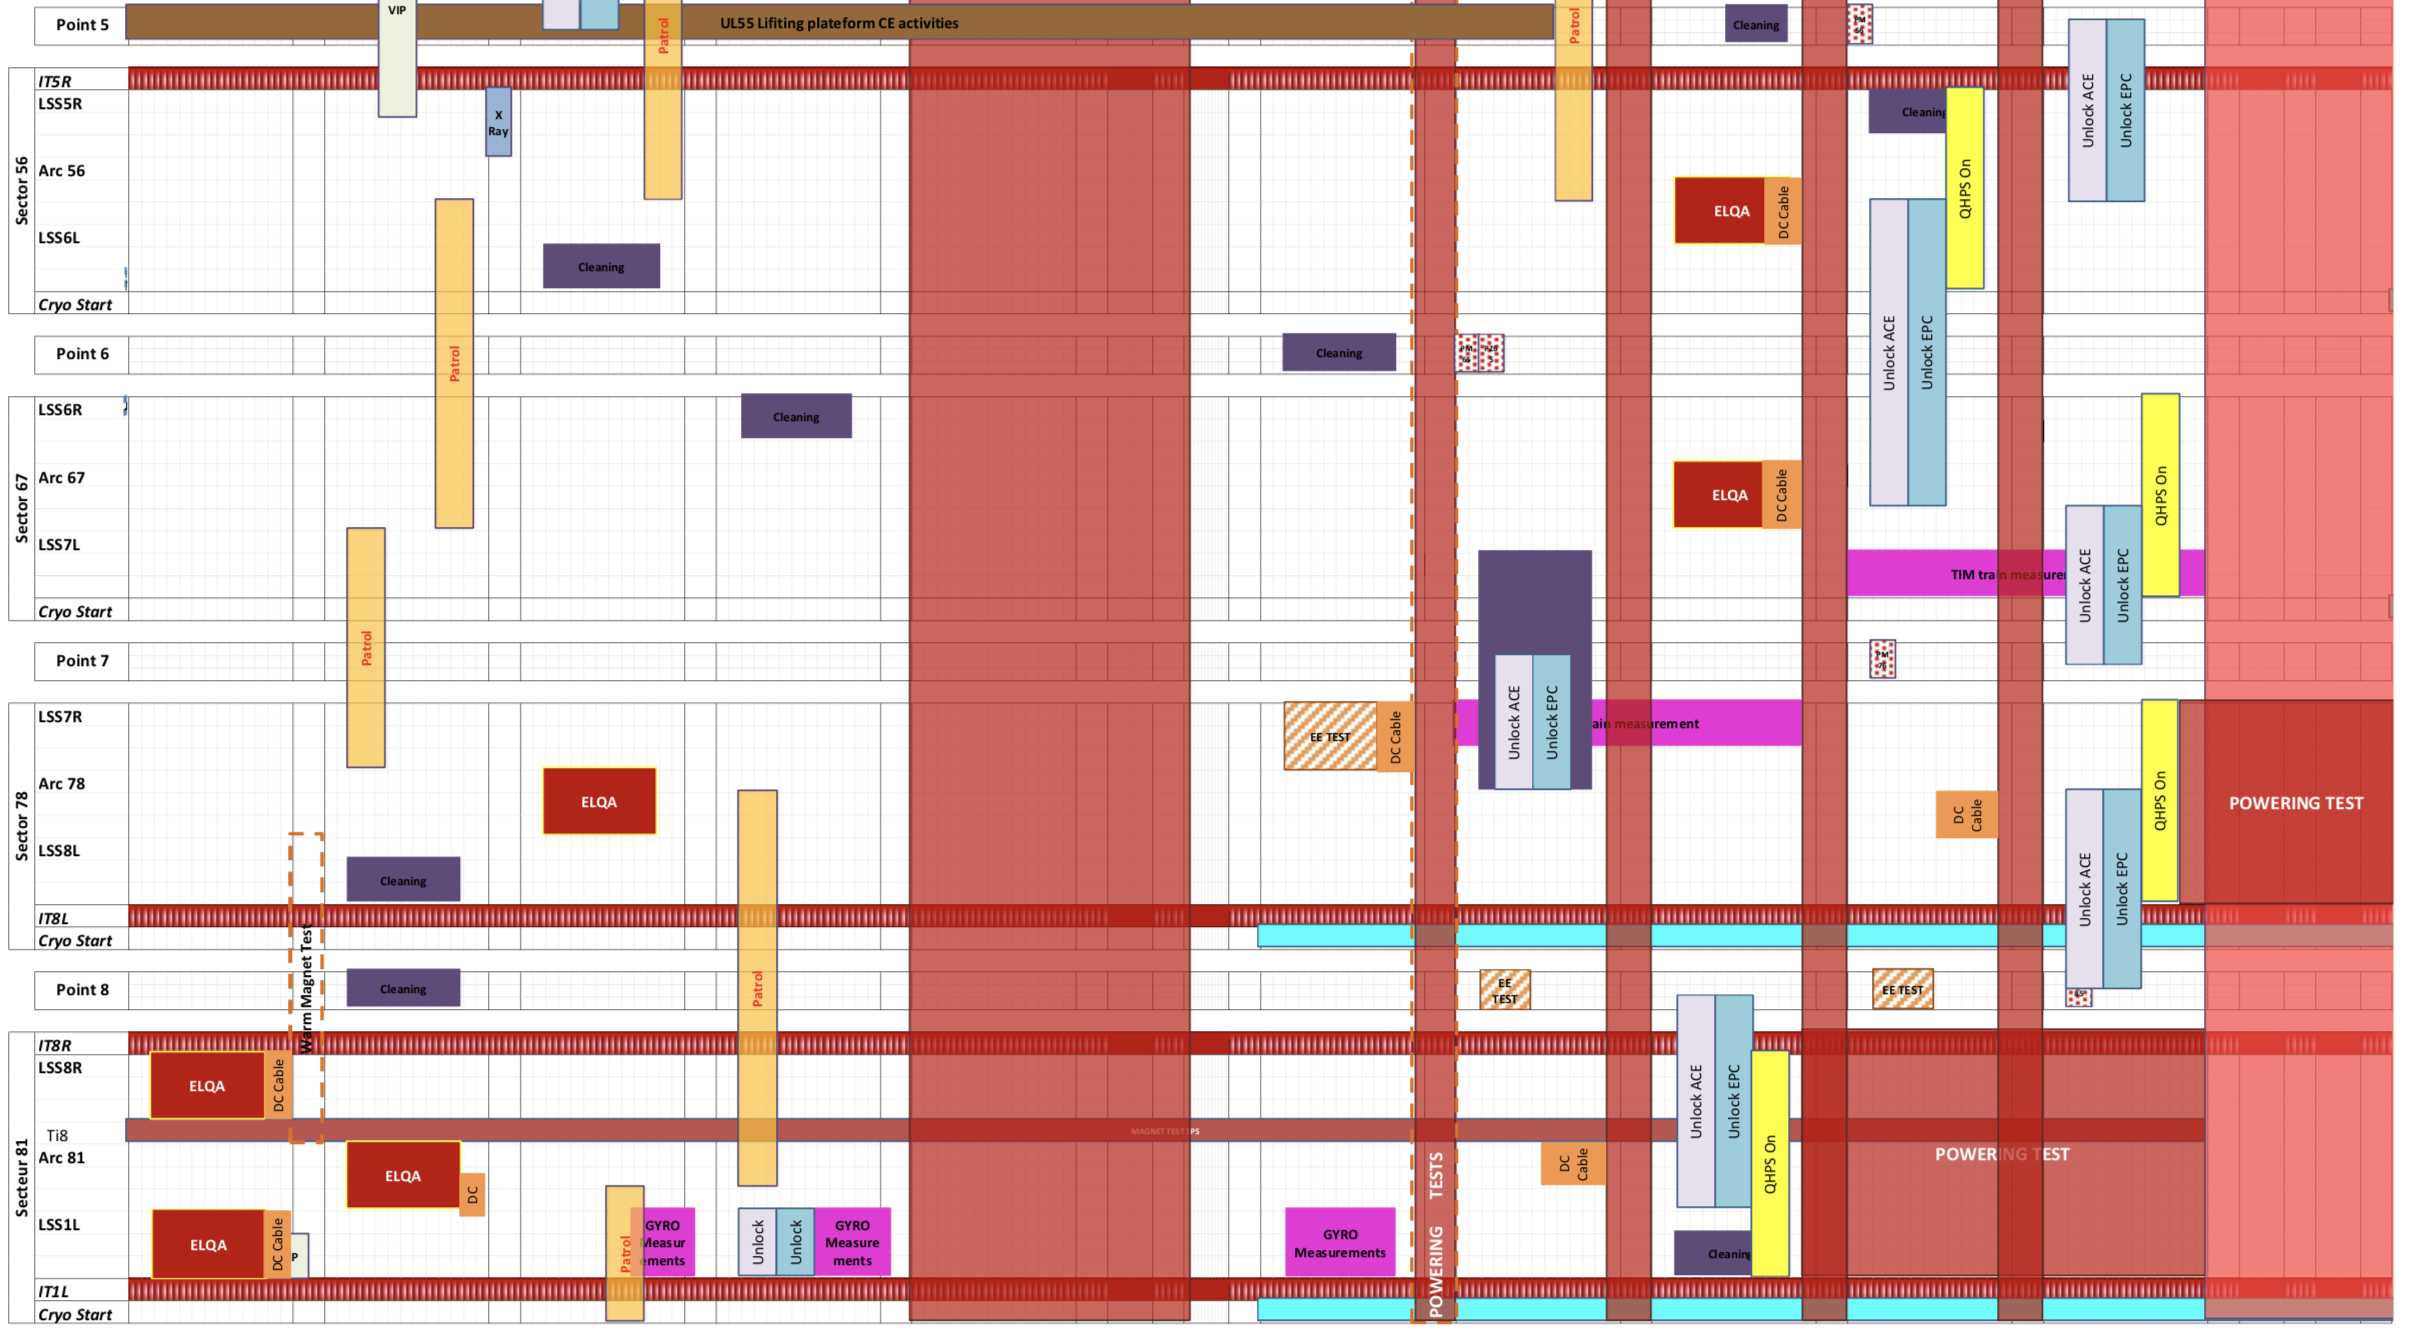 VIP
Point 5
UL55 Lifiting plateform CE activities
Patrol
Patrol
Cleaning
PM
Sector 56
IT5R
LSS5R
X
Ray
Cleaning
Unlock ACE
Unlock EPC
Arc 56
QHPS On
ELQA
DC Cable
LSS6L
Cleaning
Cryo Start
Patrol
Unlock ACE
Unlock EPC
Point 6
Cleaning
PM
Sector 67
LSS6R
Cleaning
Arc 67
ELQA
DC Cable
QHPS On
LSS7L
TIM train measure
Unlock ACE
Unlock EPC
Cryo Start
Patrol
Point 7
PM
Sector 78
LSS7R
EE TEST
DC Cable
Unlock ACE
Unlock EPC
ain measurement
Arc 78
ELQA
DC
Cable
QHPS On
POWERING TEST
LSS8L
Cleaning
Unlock ACE
Unlock EPC
IT8L
Cryo Start
Warm Magnet Test
Patrol
Point 8
Cleaning
EE
TEST
EE TEST
Secteur 81
IT8R
LSS8R
ELQA
DC Cable
Unlock ACE
Unlock EPC
Ti8
MAGNET TEST SPS
Arc 81
ELQA
DC
DC
Cable
QHPS On
POWERING TEST
LSS1L
ELQA
DC Cable
P
Patrol
GYRO
Measur
ements
Unlock
Unlock
GYRO
Measure
ments
GYRO
Measurements
POWERING TESTS
Cleaning
IT1L
Cryo Start